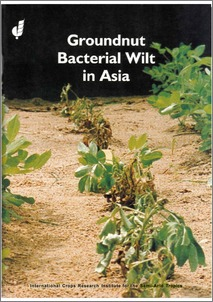 Groundnut
Bacterial Wilt
in Asia
International Crops Research Institute for the Semi-Arid Tropics